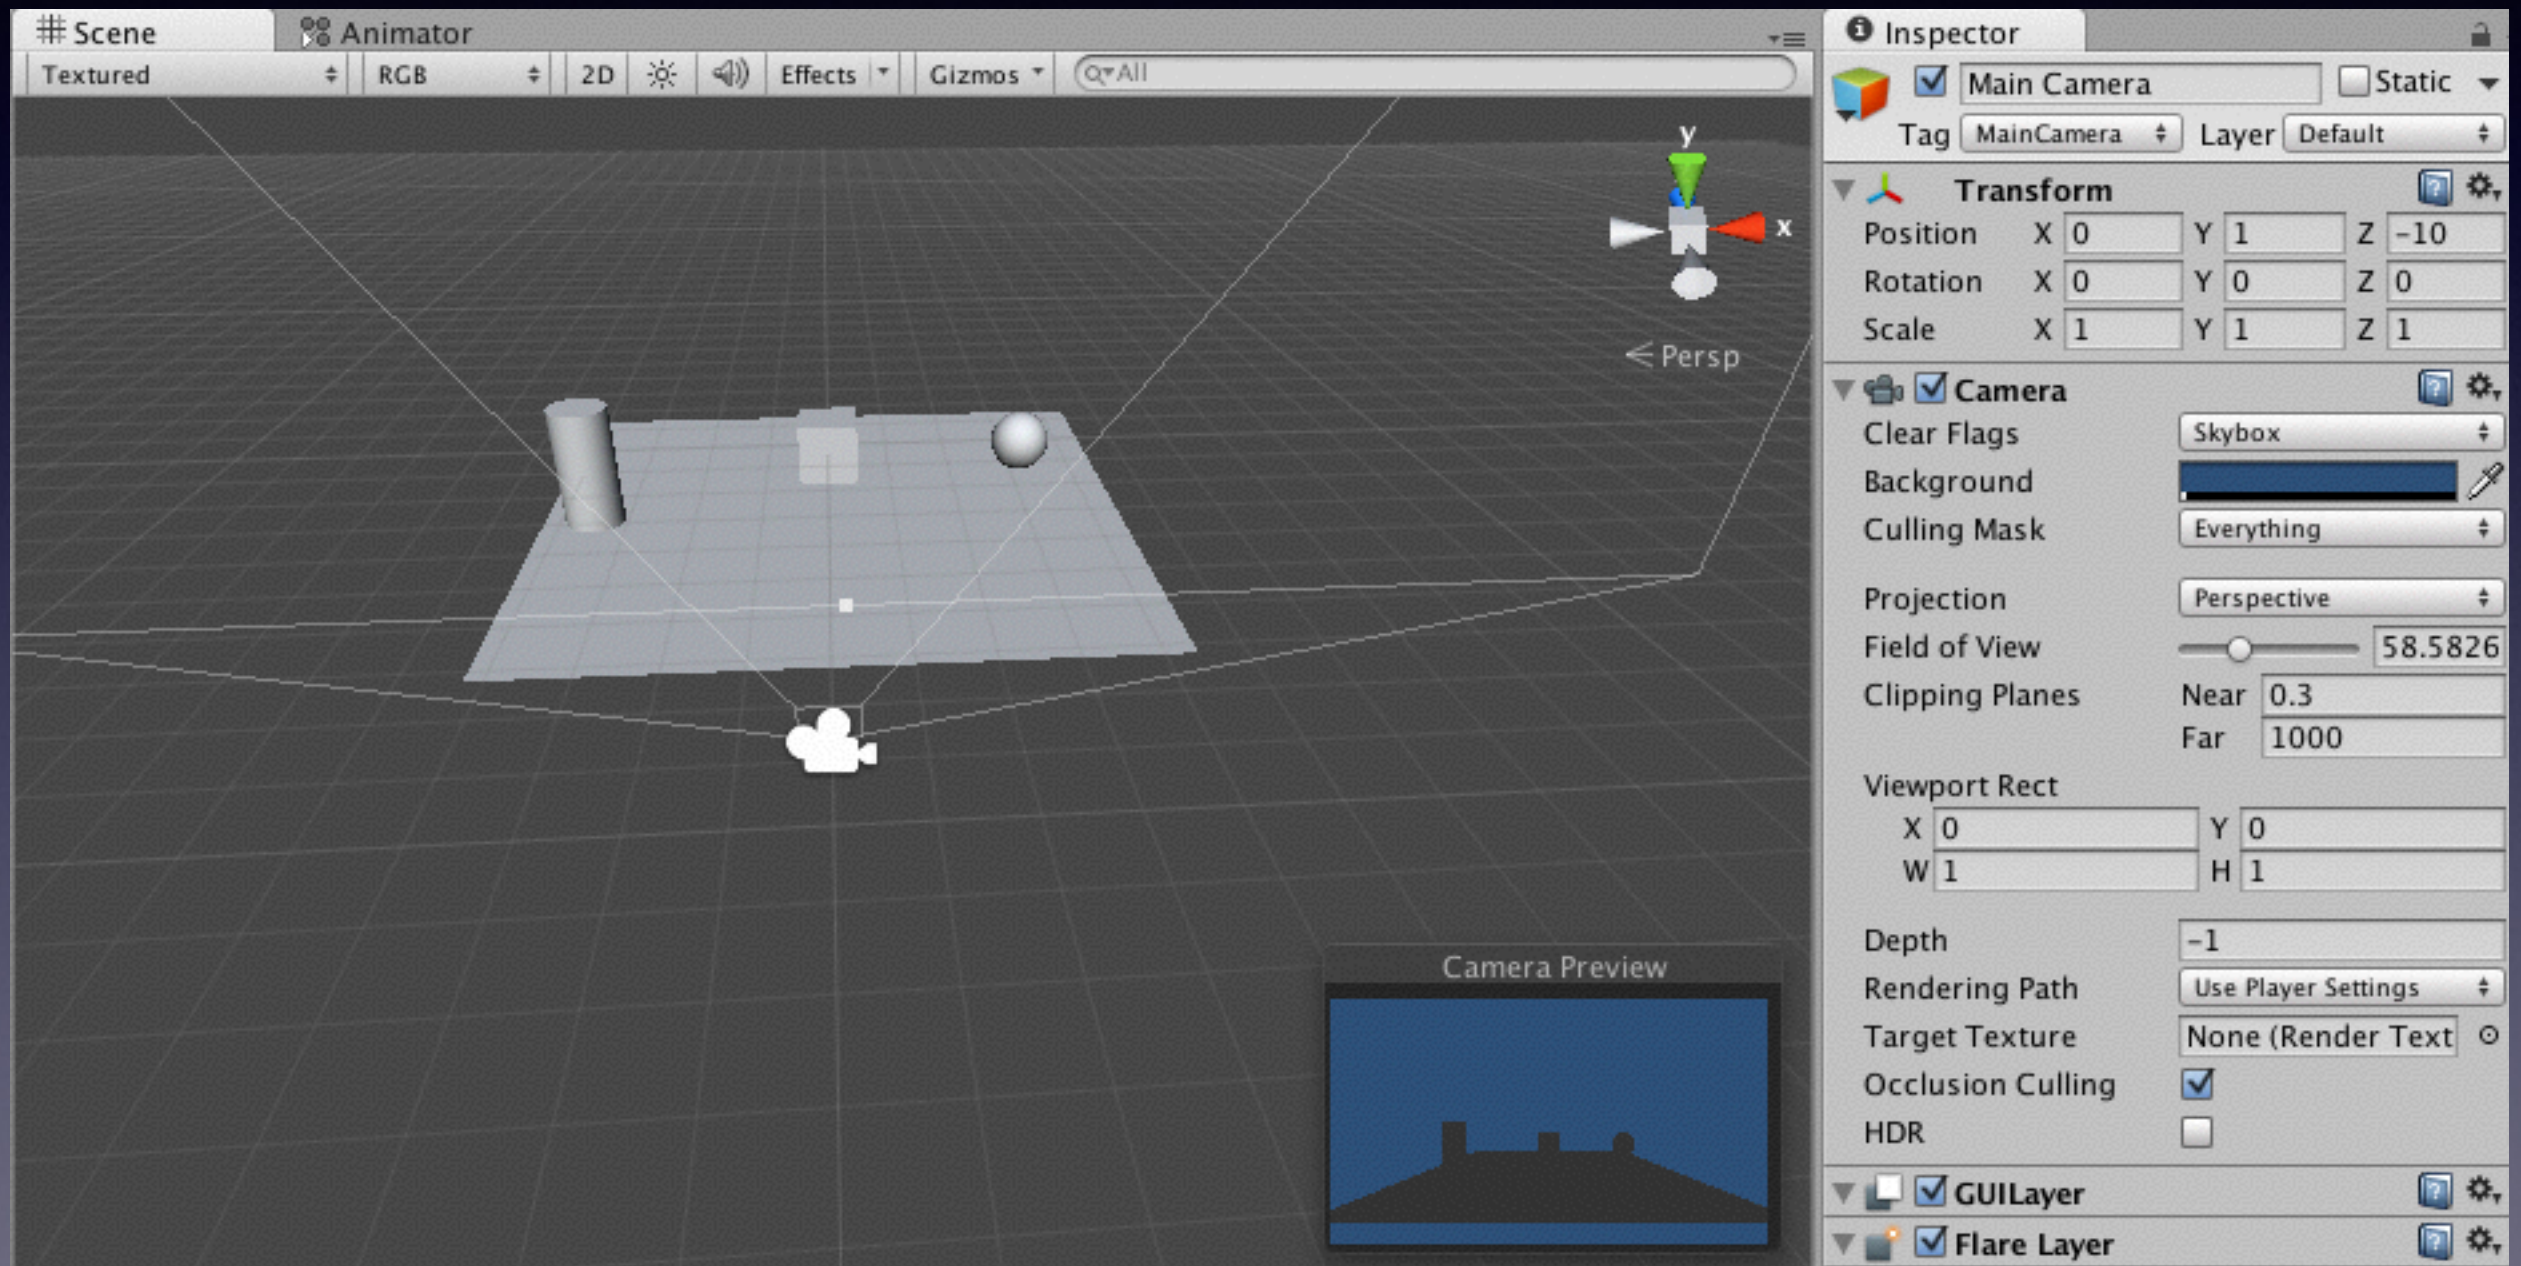 Scene Animator
Textured RGB 2D Effects Gizmos All
y
x
Persp
Camera Preview
Inspector
Main Camera Static
Tag MainCamera Layer Default
Transform
Position X 0 Y 1 Z -10
Rotation X 0 Y 0 Z 0
Scale X 1 Y 1 Z 1
Camera
Clear Flags Skybox
Background
Culling Mask Everything
Projection Perspective
Field of View 58.5826
Clipping Planes Near 0.3
Far 1000
Viewport Rect
X 0 Y 0
W 1 H 1
Depth -1
Rendering Path Use Player Settings
Target Texture None (Render Text
Occlusion Culling
HDR
GUILayer
Flare Layer